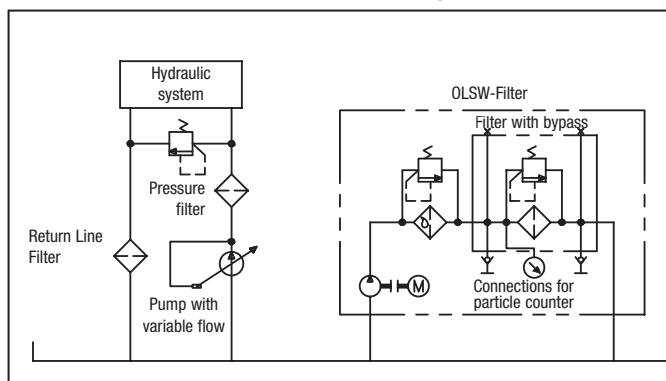 Hydraulic
system
Pressure
filter
Return Line
Filter
Pump with
variable flow
OLSW-Filter
Filter with bypass
M
Connections for
particle counter